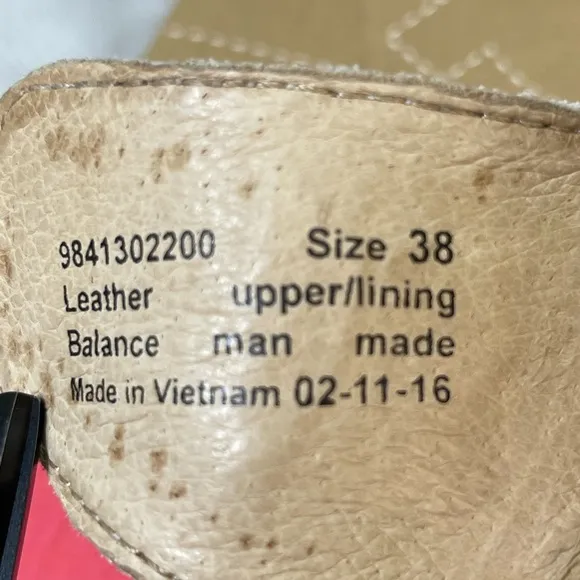 9841302200 Size 38
Leather upper/lining
Balance man made
Made in Vietnam 02-11-16